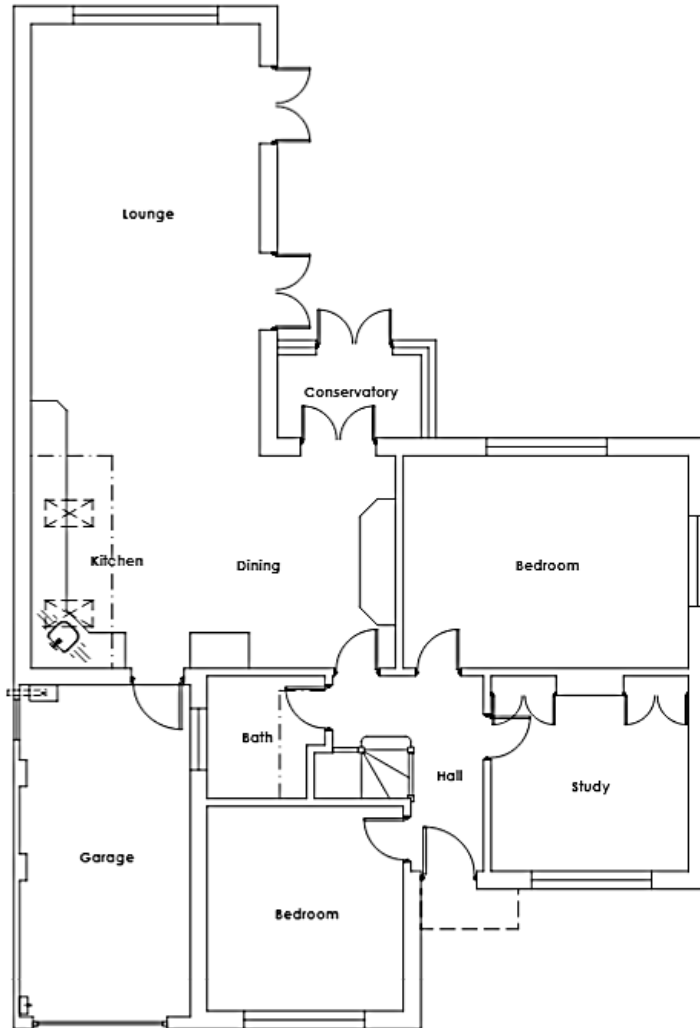 Lounge
Conservatory
Kitchen
Dining
Bedroom
Bath
Hall
Study
Garage
Bedroom